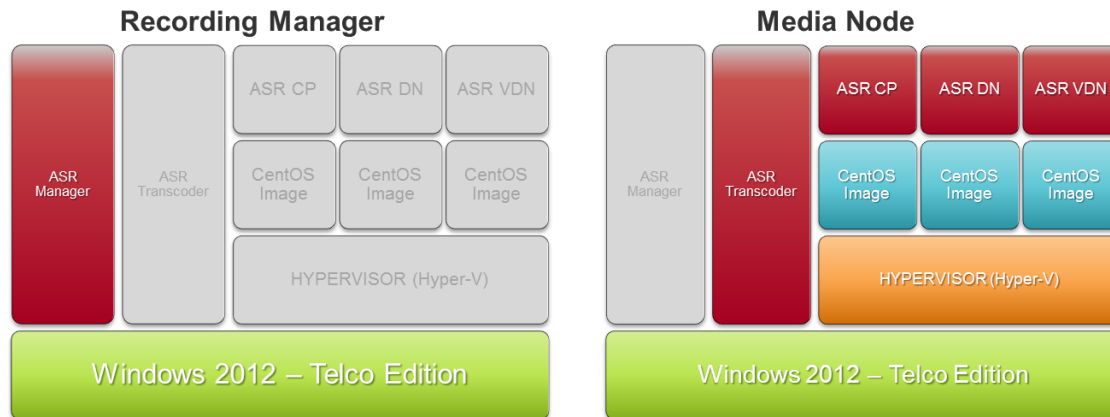 Recording Manager
ASR
Manager
ASR
Transcoder
ASR CP
ASR DN
ASR VDN
CentOS
Image
CentOS
Image
CentOS
Image
HYPERVISOR (Hyper-V)
Windows 2012 – Telco Edition
Media Node
ASR
Manager
ASR
Transcoder
ASR CP
ASR DN
ASR VDN
CentOS
Image
CentOS
Image
CentOS
Image
HYPERVISOR (Hyper-V)
Windows 2012 – Telco Edition